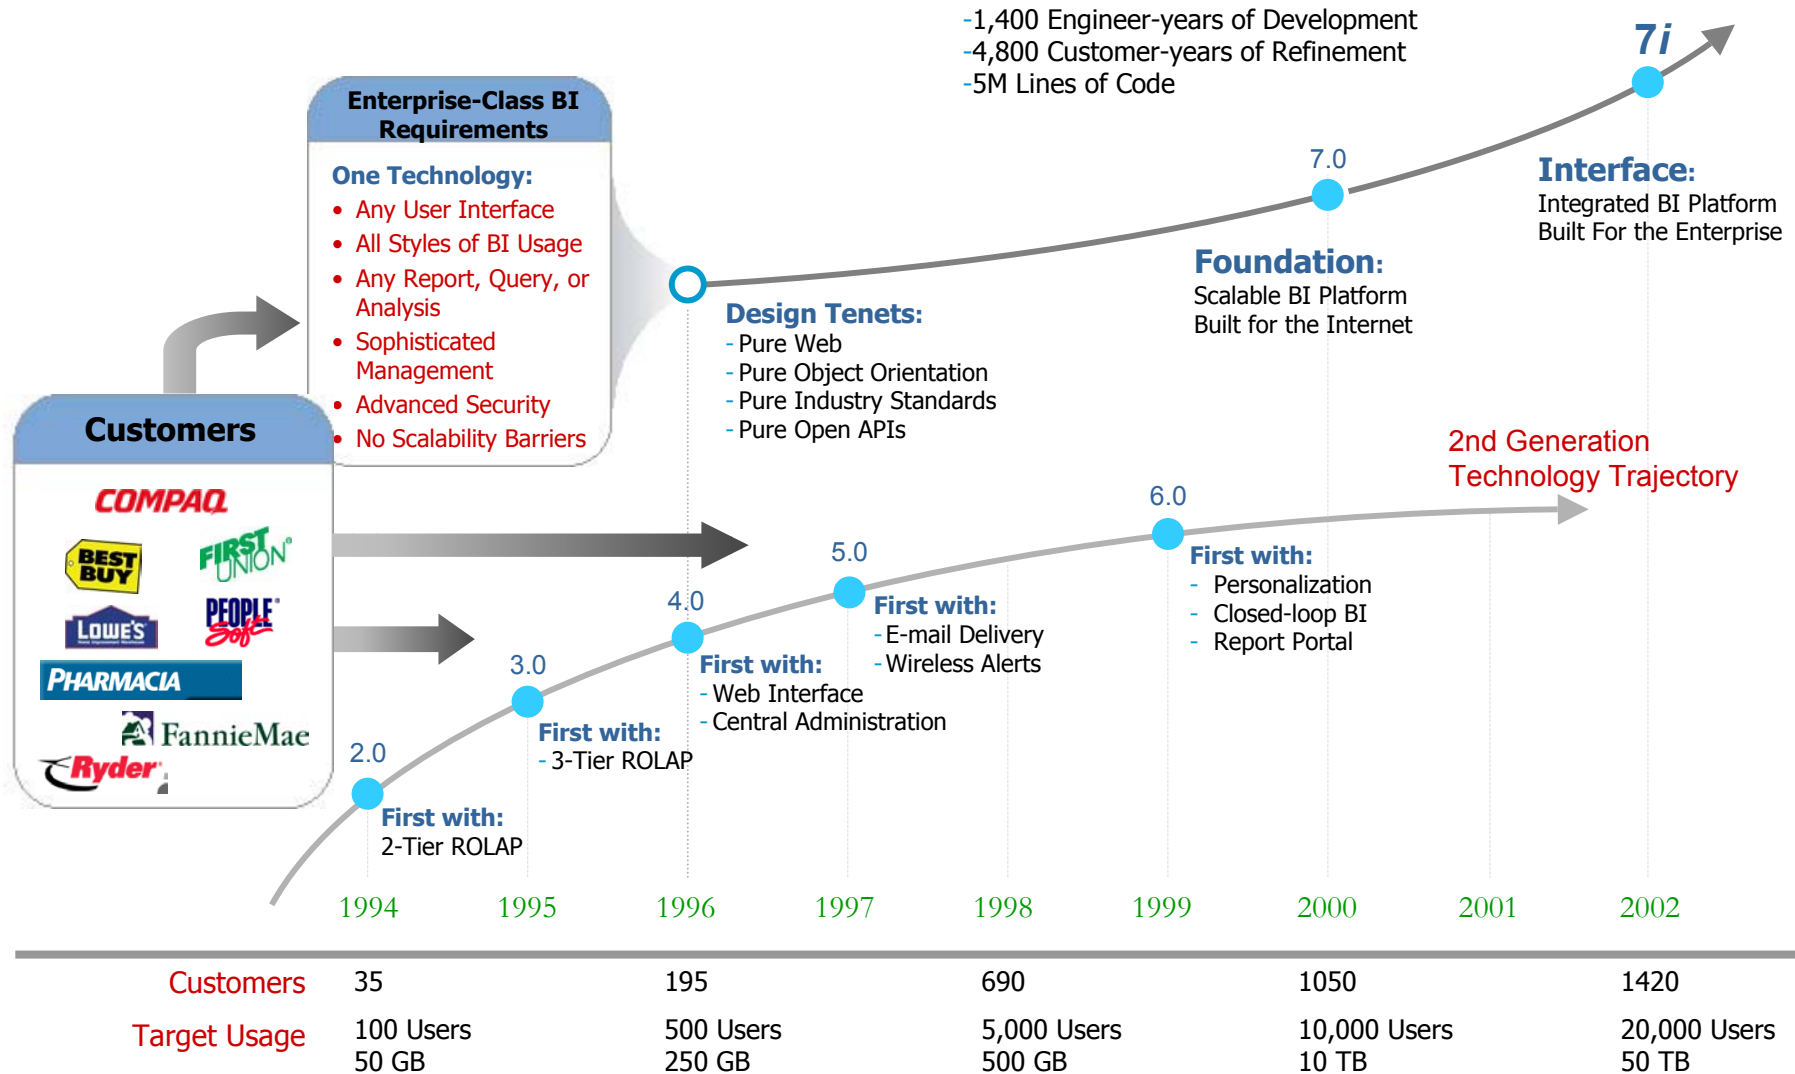 -1,400 Engineer-years of Development
-4,800 Customer-years of Refinement
-5M Lines of Code
7i
Enterprise-Class BI
Requirements
One Technology:
• Any User Interface
• All Styles of BI Usage
• Any Report, Query, or
Analysis
• Sophisticated
Management
• Advanced Security
• No Scalability Barriers
7.0
Interface:
Integrated BI Platform
Built For the Enterprise
Foundation:
Scalable BI Platform
Built for the Internet
Design Tenets:
- Pure Web
- Pure Object Orientation
- Pure Industry Standards
- Pure Open APIs
Customers
COMPAQ
BEST
BUY
FIRST
UNION®
LOWE'S
PEOPLE
Soft
PHARMACIA
FannieMae
Ryder
2nd Generation
Technology Trajectory
6.0
First with:
- Personalization
- Closed-loop BI
- Report Portal
5.0
First with:
- E-mail Delivery
- Wireless Alerts
4.0
First with:
- Web Interface
- Central Administration
3.0
First with:
- 3-Tier ROLAP
2.0
First with:
2-Tier ROLAP
1994 1995 1996 1997 1998 1999 2000 2001 2002
Customers 35 195 690 1050 1420
Target Usage 100 Users 500 Users 5,000 Users 10,000 Users 20,000 Users
50 GB 250 GB 500 GB 10 TB 50 TB